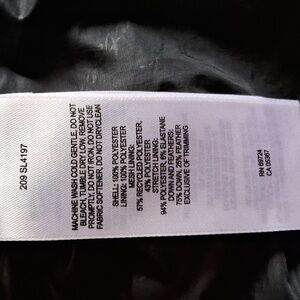 209 SL4197
MACHINE WASH COLD GENTLE, DO NOT
BLEACH, TUMBLE DRY LOW, REMOVE
PROMPTLY, DO NOT IRON, DO NOT USE
FABRIC SOFTENER, DO NOT DRYCLEAN
SHELL: 100% POLYESTER
LINING: 100% POLYESTER
MESH LINING:
57% RECYCLED POLYESTER,
43% POLYESTER
STRETCH LINING:
94% POLYESTER, 6% ELASTANE
DOWN AND FEATHERS:
75% DOWN, 25% FEATHER
EXCLUSIVE OF TRIMMING
RN 89724
CA 05367